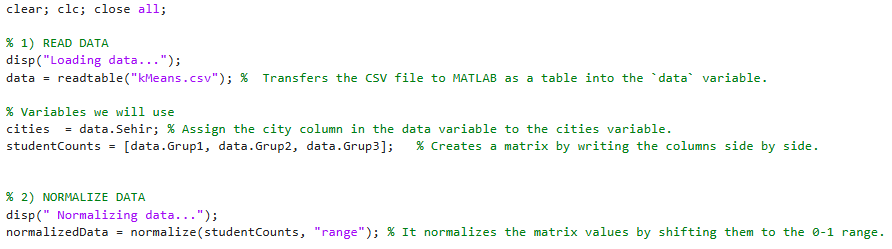 clear; clc; close all;
% 1) READ DATA
disp("Loading data...");
data = readtable("kMeans.csv"); %  Transfers the CSV file to MATLAB as a table into the `data` variable.
% Variables we will use
cities  = data.Sehir; % Assign the city column in the data variable to the cities variable.
studentCounts = [data.Grup1, data.Grup2, data.Grup3];   % Creates a matrix by writing the columns side by side.
% 2) NORMALIZE DATA
disp(" Normalizing data...");
normalizedData = normalize(studentCounts, "range"); % It normalizes the matrix values by shifting them to the 0-1 range.